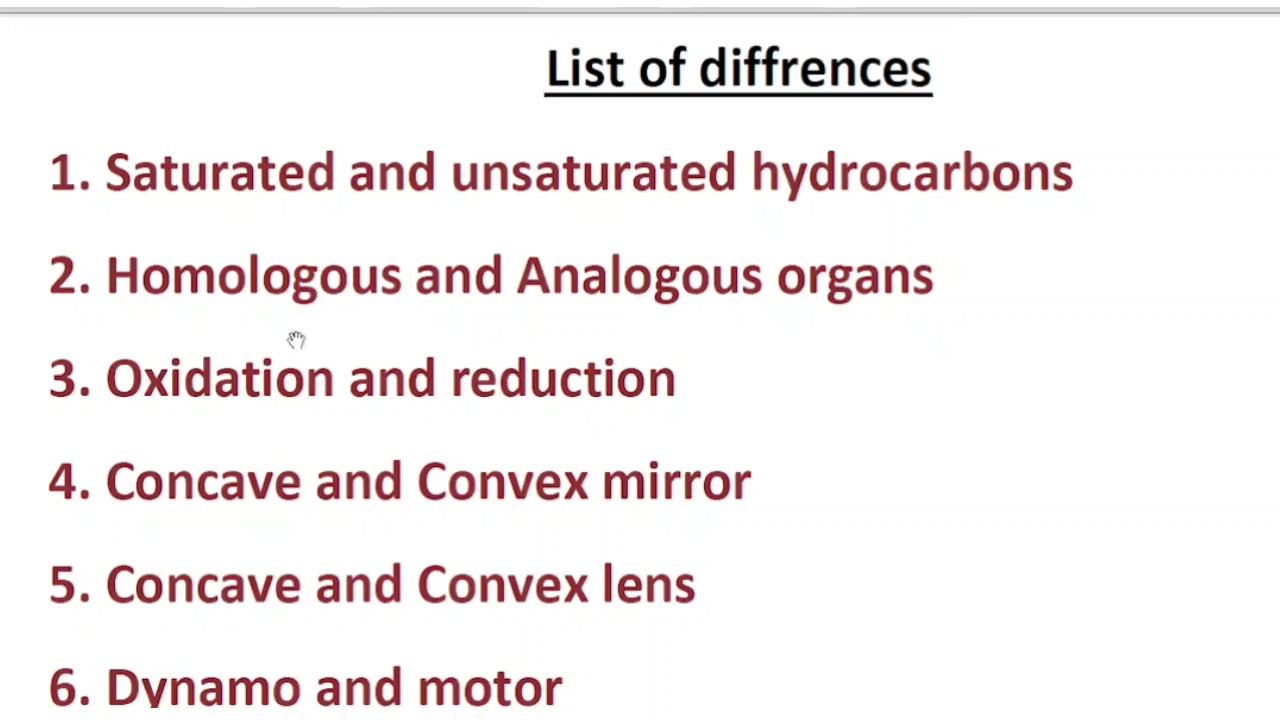 List of diffrences
1. Saturated and unsaturated hydrocarbons
2. Homologous and Analogous organs
3. Oxidation and reduction
4. Concave and Convex mirror
5. Concave and Convex lens
6. Dynamo and motor